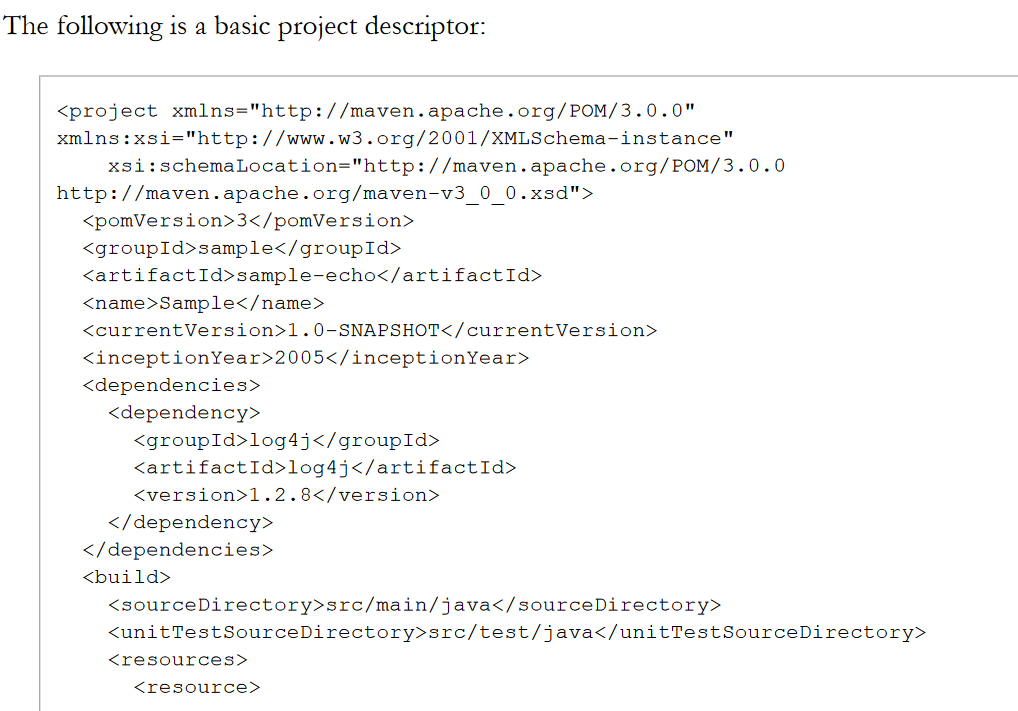 The following is a basic project descriptor:
<project xmlns="http://maven.apache.org/POM/3.0.0"
xmlns:xsi="http://www.w3.org/2001/XMLSchema-instance"
    xsi:schemaLocation="http://maven.apache.org/POM/3.0.0
http://maven.apache.org/maven-v3_0_0.xsd">
  <pomVersion>3</pomVersion>
  <groupId>sample</groupId>
  <artifactId>sample-echo</artifactId>
  <name>Sample</name>
  <currentVersion>1.0-SNAPSHOT</currentVersion>
  <inceptionYear>2005</inceptionYear>
  <dependencies>
    <dependency>
      <groupId>log4j</groupId>
      <artifactId>log4j</artifactId>
      <version>1.2.8</version>
    </dependency>
  </dependencies>
  <build>
    <sourceDirectory>src/main/java</sourceDirectory>
    <unitTestSourceDirectory>src/test/java</unitTestSourceDirectory>
    <resources>
      <resource>